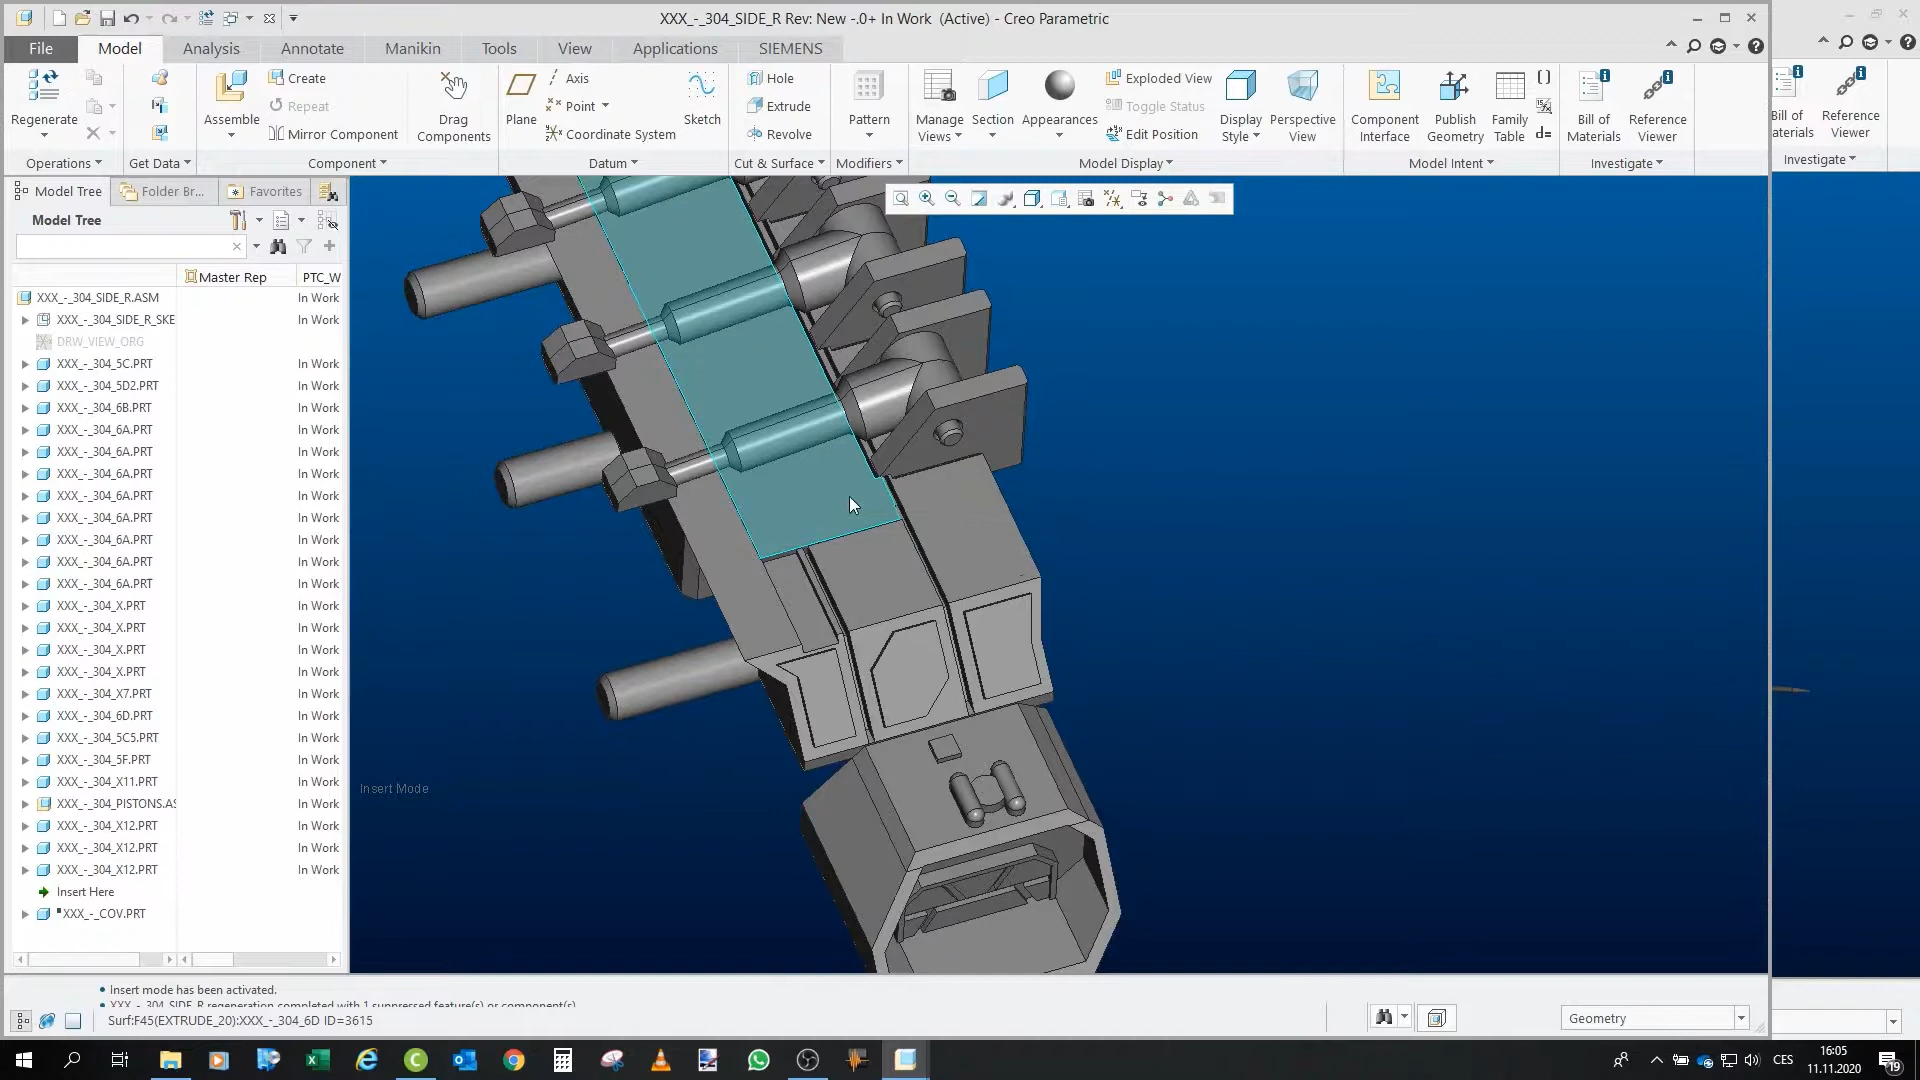 XXX_-_304_SIDE_R Rev: New -.0+ In Work (Active) - Creo Parametric
File Model Analysis Annotate Manikin Tools View Applications SIEMENS
Regenerate
Operations
Get Data
Assemble
Create
Repeat
Mirror Component
Component
Drag Components
Plane
Axis
Point
Coordinate System
Sketch
Datum
Hole
Extrude
Revolve
Cut & Surface
Pattern
Modifiers
Manage Views
Section
Appearances
Exploded View
Toggle Status
Edit Position
Display Style
Perspective View
Model Display
Component Interface
Publish Geometry
Family Table
Model Intent
Bill of Materials
Reference Viewer
Investigate
Bill of
aterials
Reference Viewer
Investigate
Model Tree Folder Br... Favorites
Model Tree
Master Rep PTC_W
XXX_-_304_SIDE_R.ASM In Work
XXX_-_304_SIDE_R_SKE In Work
DRW_VIEW_ORG
XXX_-_304_5C.PRT In Work
XXX_-_304_5D2.PRT In Work
XXX_-_304_6B.PRT In Work
XXX_-_304_6A.PRT In Work
XXX_-_304_6A.PRT In Work
XXX_-_304_6A.PRT In Work
XXX_-_304_6A.PRT In Work
XXX_-_304_6A.PRT In Work
XXX_-_304_6A.PRT In Work
XXX_-_304_6A.PRT In Work
XXX_-_304_6A.PRT In Work
XXX_-_304_X.PRT In Work
XXX_-_304_X.PRT In Work
XXX_-_304_X.PRT In Work
XXX_-_304_X.PRT In Work
XXX_-_304_X7.PRT In Work
XXX_-_304_6D.PRT In Work
XXX_-_304_5C5.PRT In Work
XXX_-_304_5F.PRT In Work
XXX_-_304_X11.PRT In Work
XXX_-_304_PISTONS.AS In Work
XXX_-_304_X12.PRT In Work
XXX_-_304_X12.PRT In Work
XXX_-_304_X12.PRT In Work
Insert Here
XXX_-_COV.PRT
Insert Mode
Insert mode has been activated.
XXX_-_304_SIDE_R regeneration completed with 1 suppressed feature(s) or component(s)
Surf:F45(EXTRUDE_20):XXX_-_304_6D ID=3615
Geometry
CES
16:05
11.11.2020
19